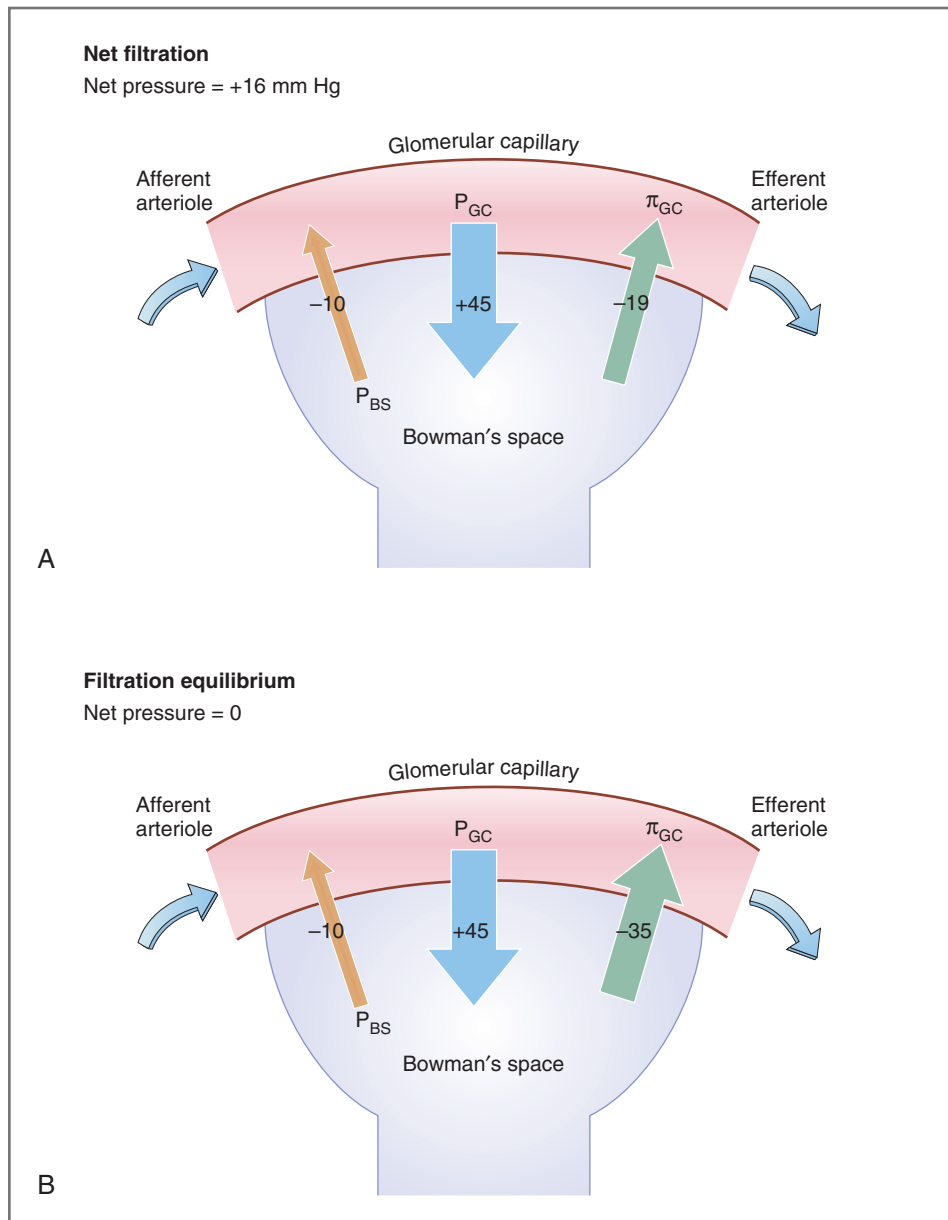 Net filtration
Net pressure = +16 mm Hg
Glomerular capillary
Afferent
arteriole
P_GC
π_GC
Efferent
arteriole
–10
+45
–19
P_BS
Bowman's space
A
Filtration equilibrium
Net pressure = 0
Glomerular capillary
Afferent
arteriole
P_GC
π_GC
Efferent
arteriole
–10
+45
–35
P_BS
Bowman's space
B